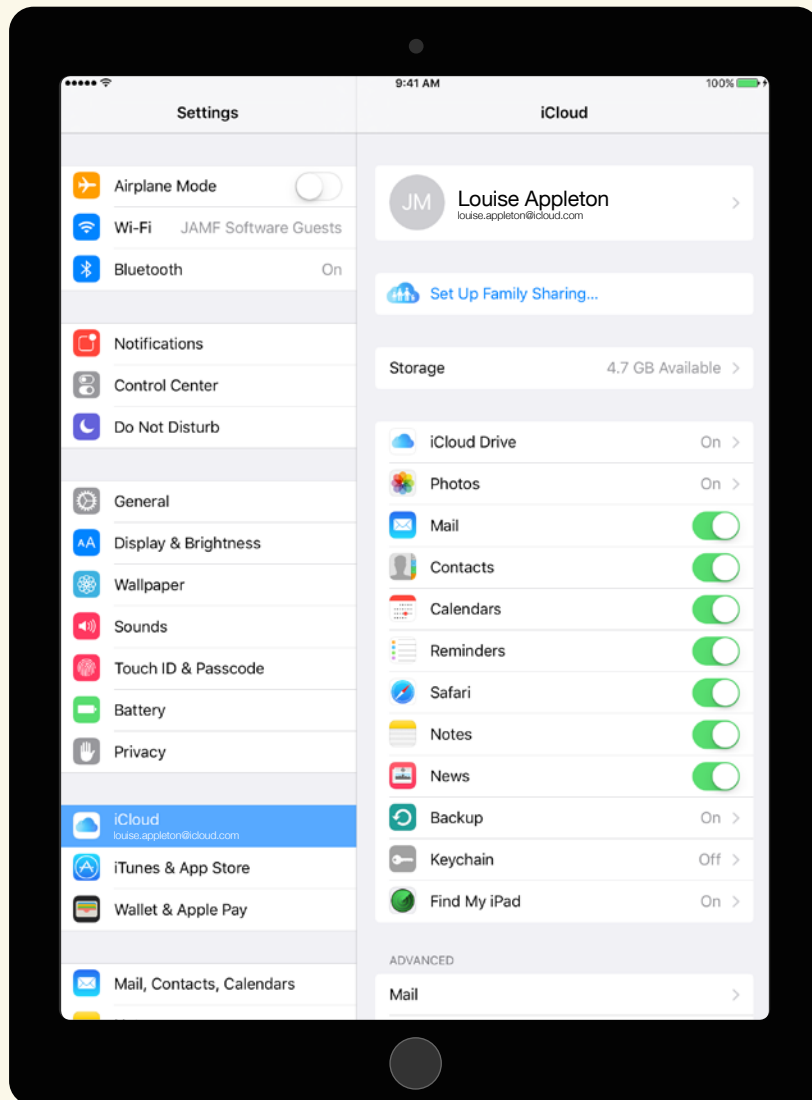 9:41 AM
100%
Settings
Airplane Mode
Wi-Fi JAMF Software Guests
Bluetooth On
Notifications
Control Center
Do Not Disturb
General
AA Display & Brightness
Wallpaper
Sounds
Touch ID & Passcode
Battery
Privacy
iCloud
louise.appleton@icloud.com
iTunes & App Store
Wallet & Apple Pay
Mail, Contacts, Calendars
iCloud
JM Louise Appleton
louise.appleton@icloud.com
Set Up Family Sharing...
Storage 4.7 GB Available
iCloud Drive On
Photos On
Mail
Contacts
Calendars
Reminders
Safari
Notes
News
Backup On
Keychain Off
Find My iPad On
ADVANCED
Mail